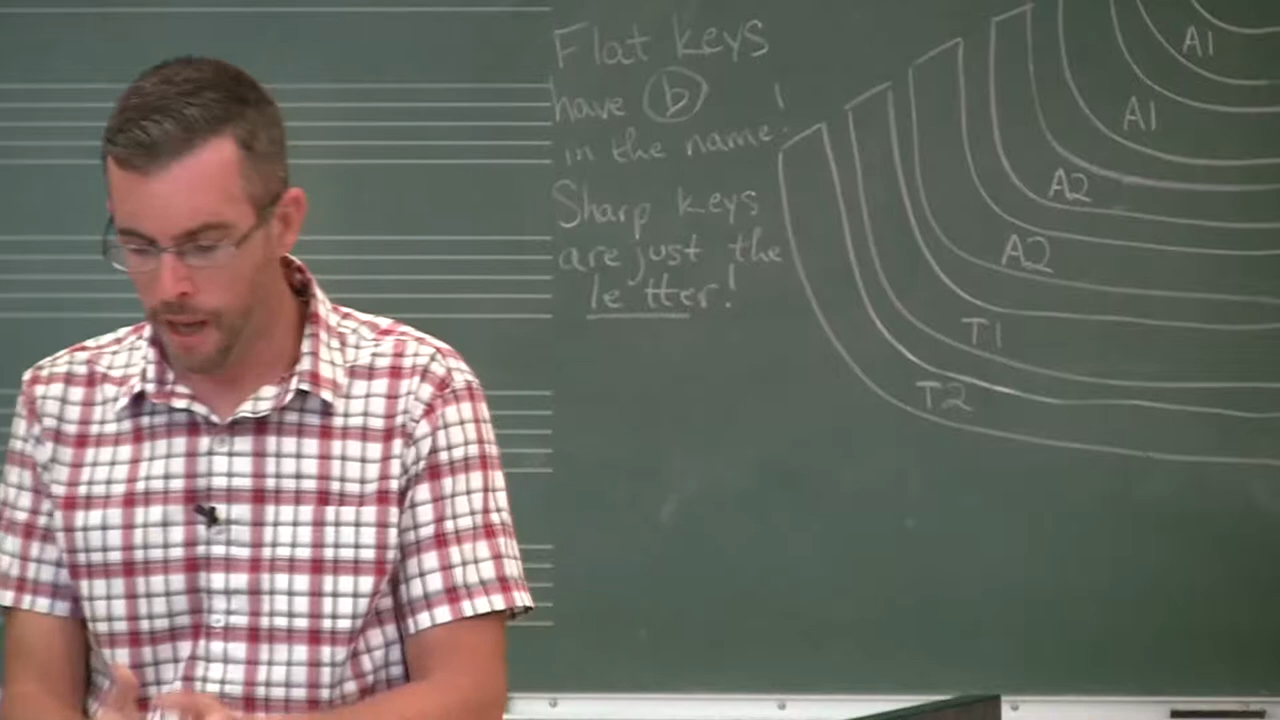 Flat keys
have ♭
in the name!
Sharp keys
are just the
letter!
A1
A1
A2
A2
T1
T2